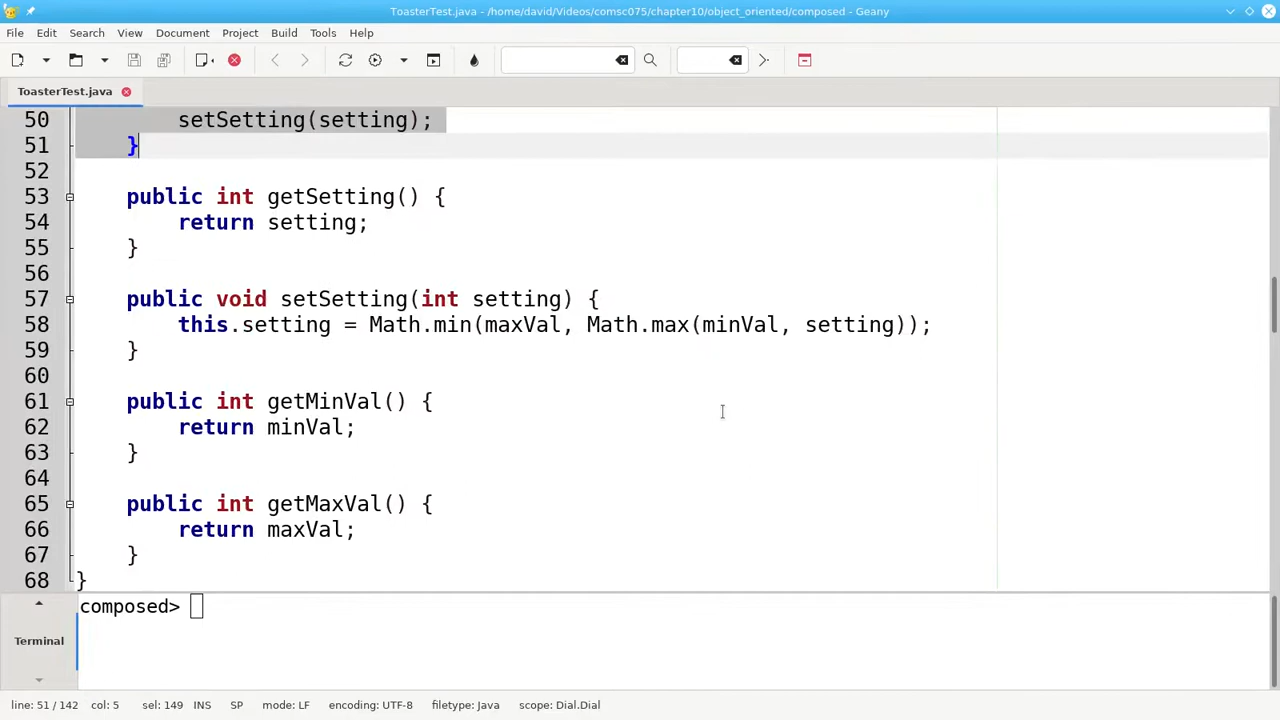 ToasterTest.java - /home/david/Videos/comsc075/chapter10/object_oriented/composed - Geany
File Edit Search View Document Project Build Tools Help
ToasterTest.java
50 setSetting(setting);
51 }
52
53 public int getSetting() {
54 return setting;
55 }
56
57 public void setSetting(int setting) {
58 this.setting = Math.min(maxVal, Math.max(minVal, setting));
59 }
60
61 public int getMinVal() {
62 return minVal;
63 }
64
65 public int getMaxVal() {
66 return maxVal;
67 }
68 }
composed>
Terminal
line: 51 / 142 col: 5 sel: 149 INS SP mode: LF encoding: UTF-8 filetype: Java scope: Dial.Dial